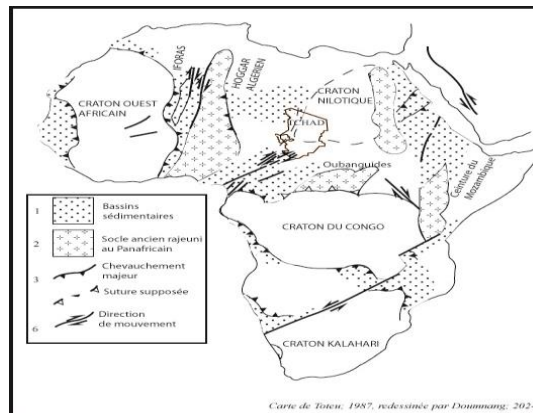 IFORAS
HOGGAR
ALGERIEN
CRATON OUEST
AFRICAIN
CRATON
NILOTIQUE
TCHAD
Oubanguides
Ceinture du
Mozambique
CRATON DU CONGO
CRATON KALAHARI
1
Bassins
sédimentaires
2
Socle ancien rajeuni
au Panafricain
3
Chevauchement
majeur
Suture supposée
6
Direction
de mouvement
Carte de Toteu; 1987, redessinée par Doumnang; 202